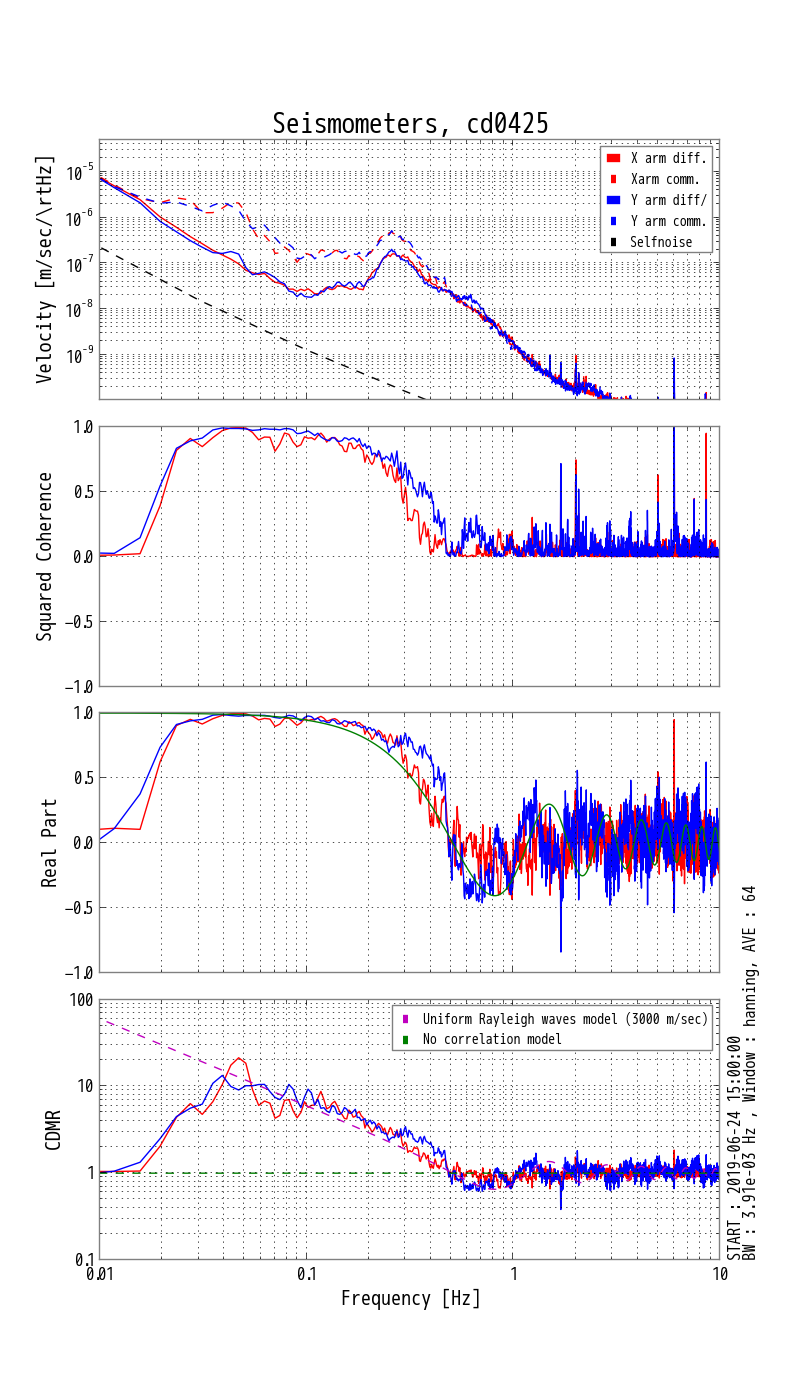 Seismometers, cd0425
Velocity [m/sec/\rtHz]
10^-5
10^-6
10^-7
10^-8
10^-9
X arm diff.
Xarm comm.
Y arm diff/
Y arm comm.
Selfnoise
Squared Coherence
1.0
0.5
0.0
−0.5
−1.0
Real Part
1.0
0.5
0.0
−0.5
−1.0
CDMR
100
10
1
0.1
Uniform Rayleigh waves model (3000 m/sec)
No correlation model
0.01
0.1
1
10
Frequency [Hz]
START : 2019-06-24 15:00:00
BW : 3.91e-03 Hz , Window : hanning, AVE : 64